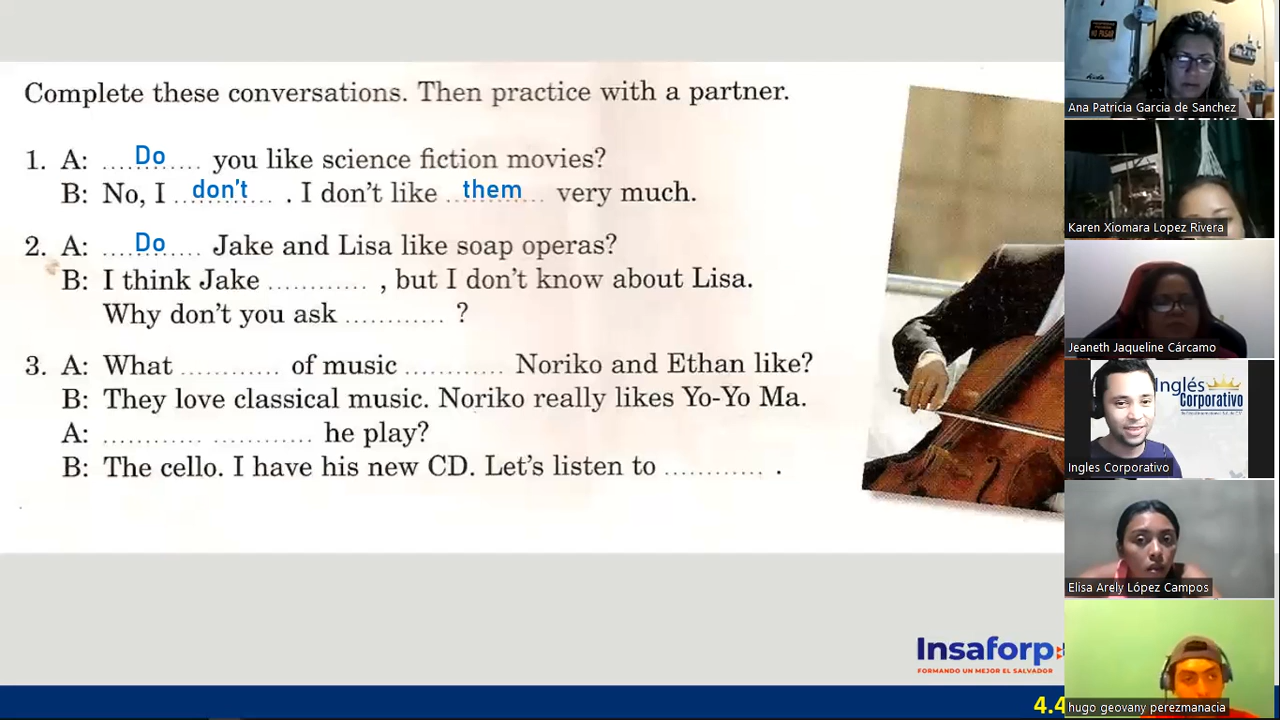 Complete these conversations. Then practice with a partner.
1. A: ....Do.... you like science fiction movies?
B: No, I ...don't... . I don't like ..them.. very much.
2. A: ....Do.... Jake and Lisa like soap operas?
B: I think Jake ............ , but I don't know about Lisa.
Why don't you ask ............ ?
3. A: What ............ of music ............ Noriko and Ethan like?
B: They love classical music. Noriko really likes Yo-Yo Ma.
A: ............ ............ he play?
B: The cello. I have his new CD. Let's listen to ............ .
Insaforp
FORMANDO UN MEJOR EL SALVADOR
4.4
NO PASAR
Ana Patricia Garcia de Sanchez
Karen Xiomara Lopez Rivera
Jeaneth Jaqueline Cárcamo
Inglés
Corporativo
Ingles Corporativo
Elisa Arely López Campos
hugo geovany perezmanacia